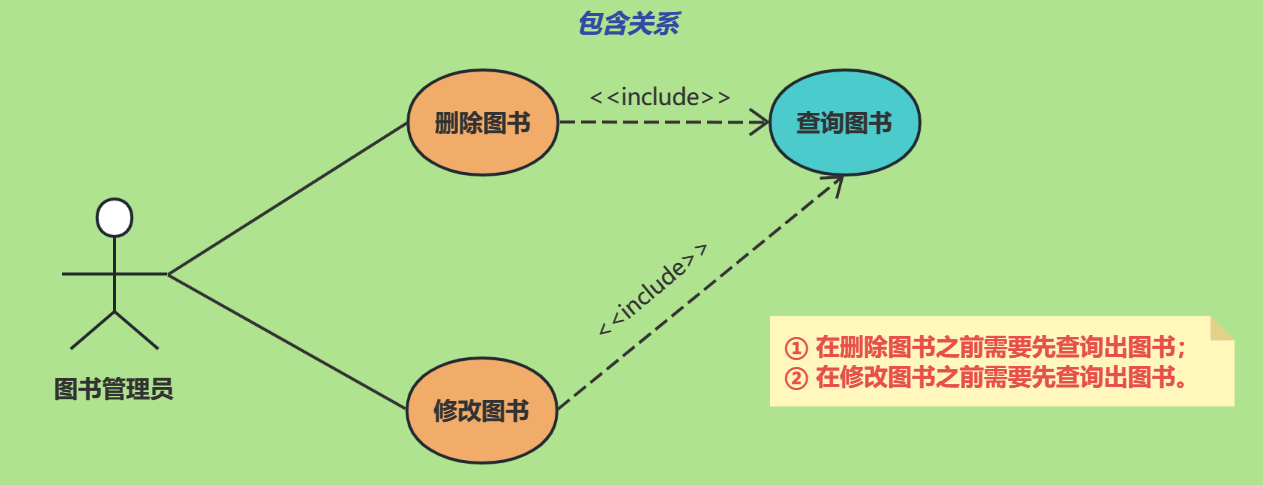 包含关系
<<include>>
删除图书
查询图书
<<include>>
① 在删除图书之前需要先查询出图书；
② 在修改图书之前需要先查询出图书。
图书管理员
修改图书